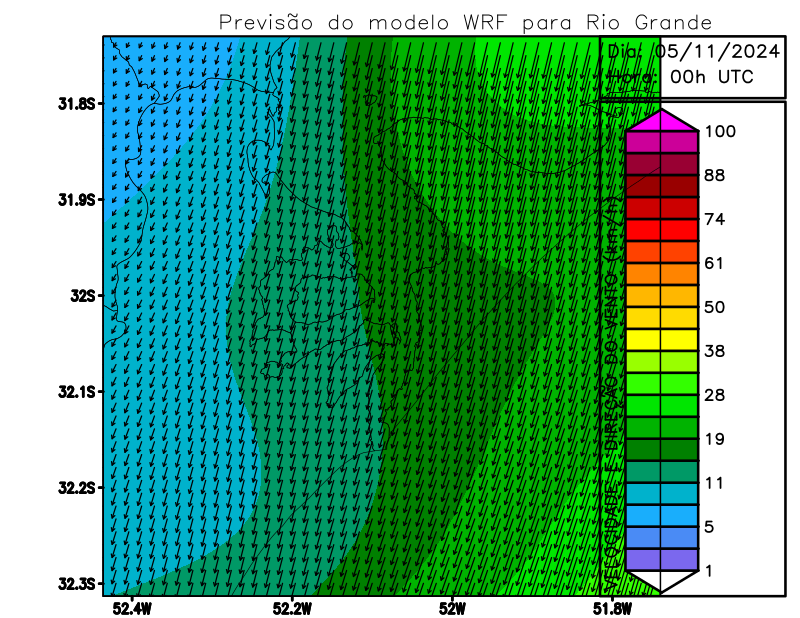 Previsão do modelo WRF para Rio Grande
Dia: 05/11/2024
Hora: 00h UTC
31.8S
31.9S
32S
32.1S
32.2S
32.3S
52.4W
52.2W
52W
51.8W
VELOCIDADE E DIREÇÃO DO VENTO (km/h)
100
88
74
61
50
38
28
19
11
5
1